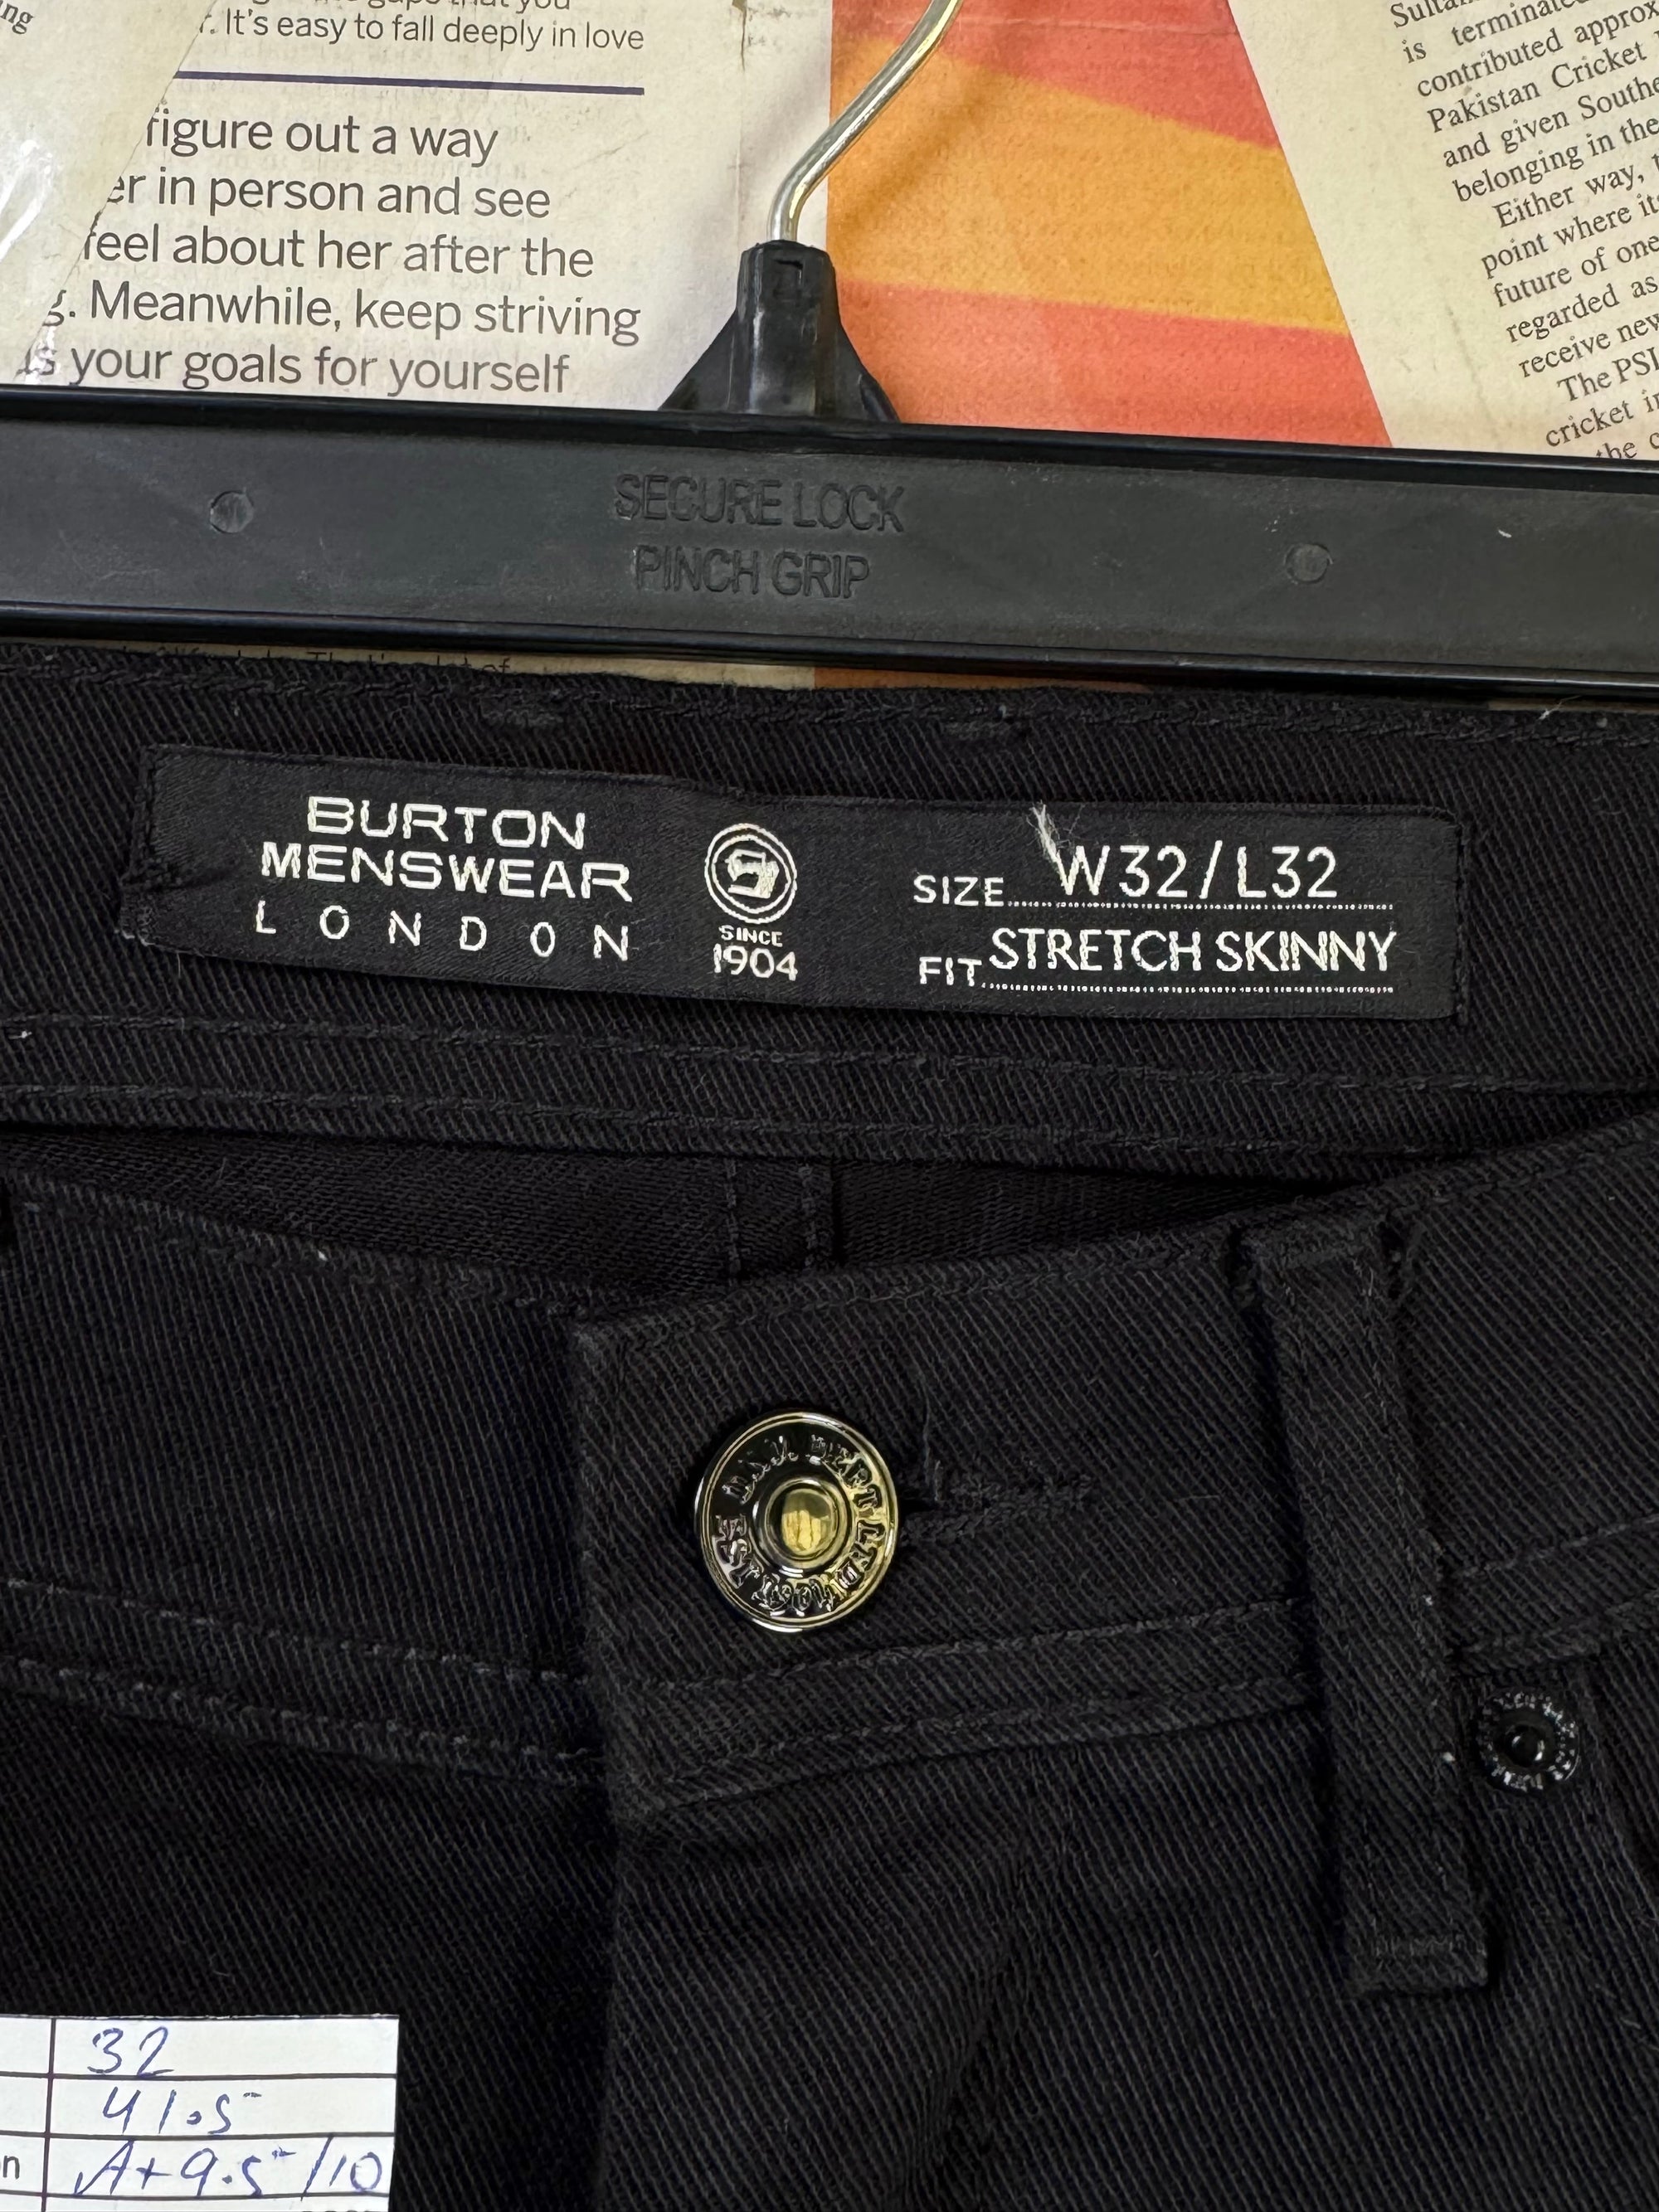 . It's easy to fall deeply in love
figure out a way
er in person and see
feel about her after the
g. Meanwhile, keep striving
your goals for yourself
is
contributed approx
Pakistan Cricket
and given Southe
belonging in the
Either way,
point where it
future of one
regarded as
receive new
The PSL
cricket in
the
SECURE LOCK
PINCH GRIP
BURTON
MENSWEAR
LONDON
SINCE
1904
SIZE W32/L32
FIT STRETCH SKINNY
32
41.5
n A+ 9.5/10